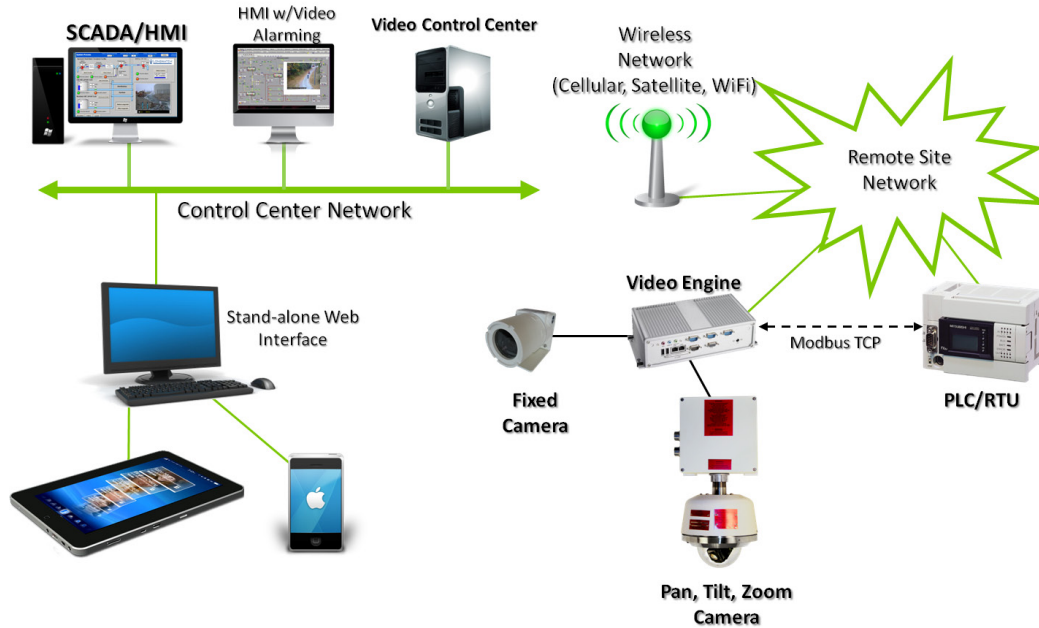 SCADA/HMI
HMI w/Video
Alarming
Video Control Center
Wireless
Network
(Cellular, Satellite, WiFi)
Remote Site
Network
Control Center Network
Stand-alone Web
Interface
Video Engine
Modbus TCP
Fixed
Camera
PLC/RTU
Pan, Tilt, Zoom
Camera